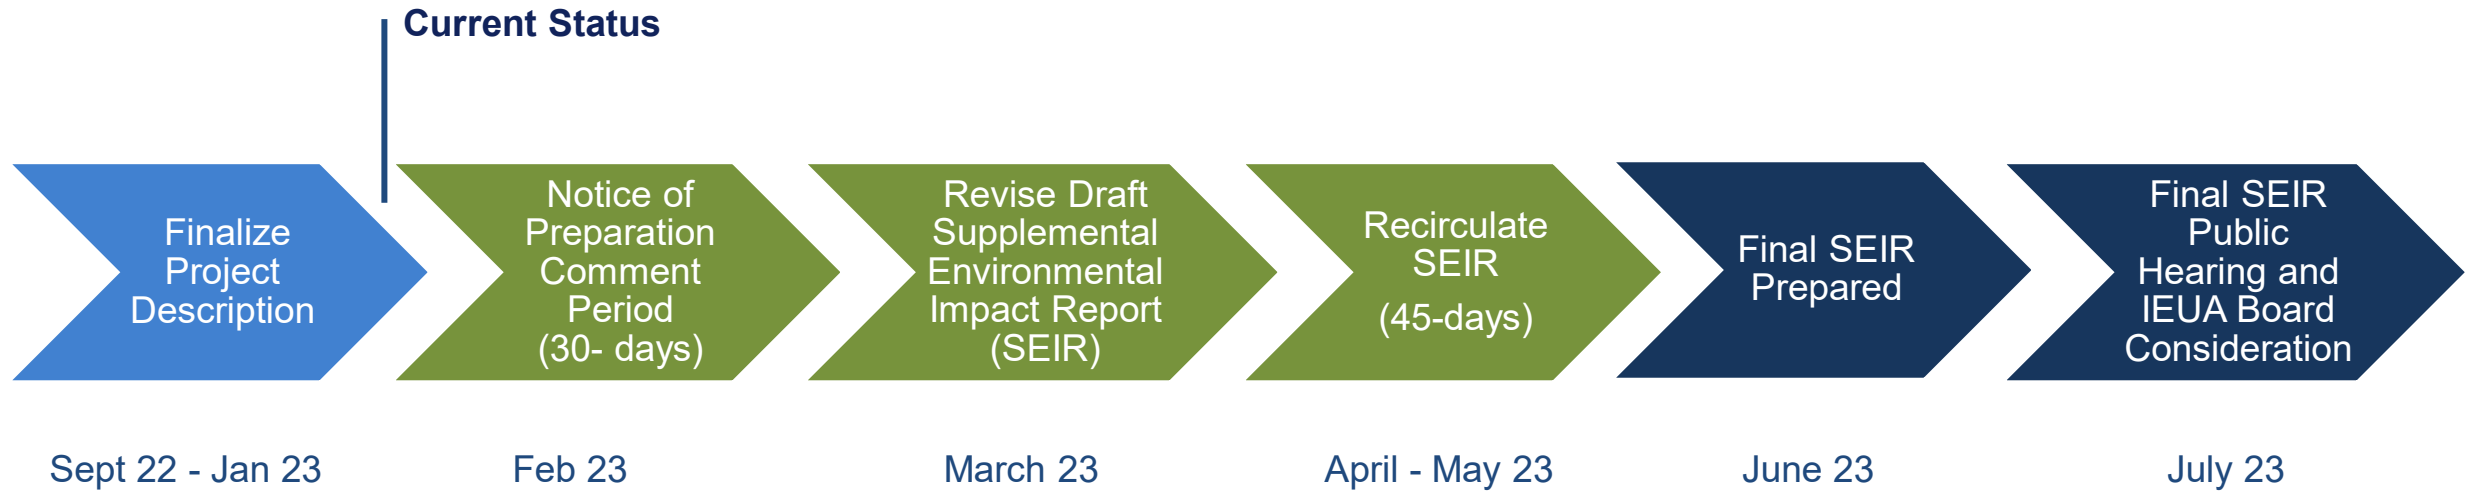 Current Status
Finalize
Project
Description
Notice of
Preparation
Comment
Period
(30- days)
Revise Draft
Supplemental
Environmental
Impact Report
(SEIR)
Recirculate
SEIR
(45-days)
Final SEIR
Prepared
Final SEIR
Public
Hearing and
IEUA Board
Consideration
Sept 22 - Jan 23
Feb 23
March 23
April - May 23
June 23
July 23